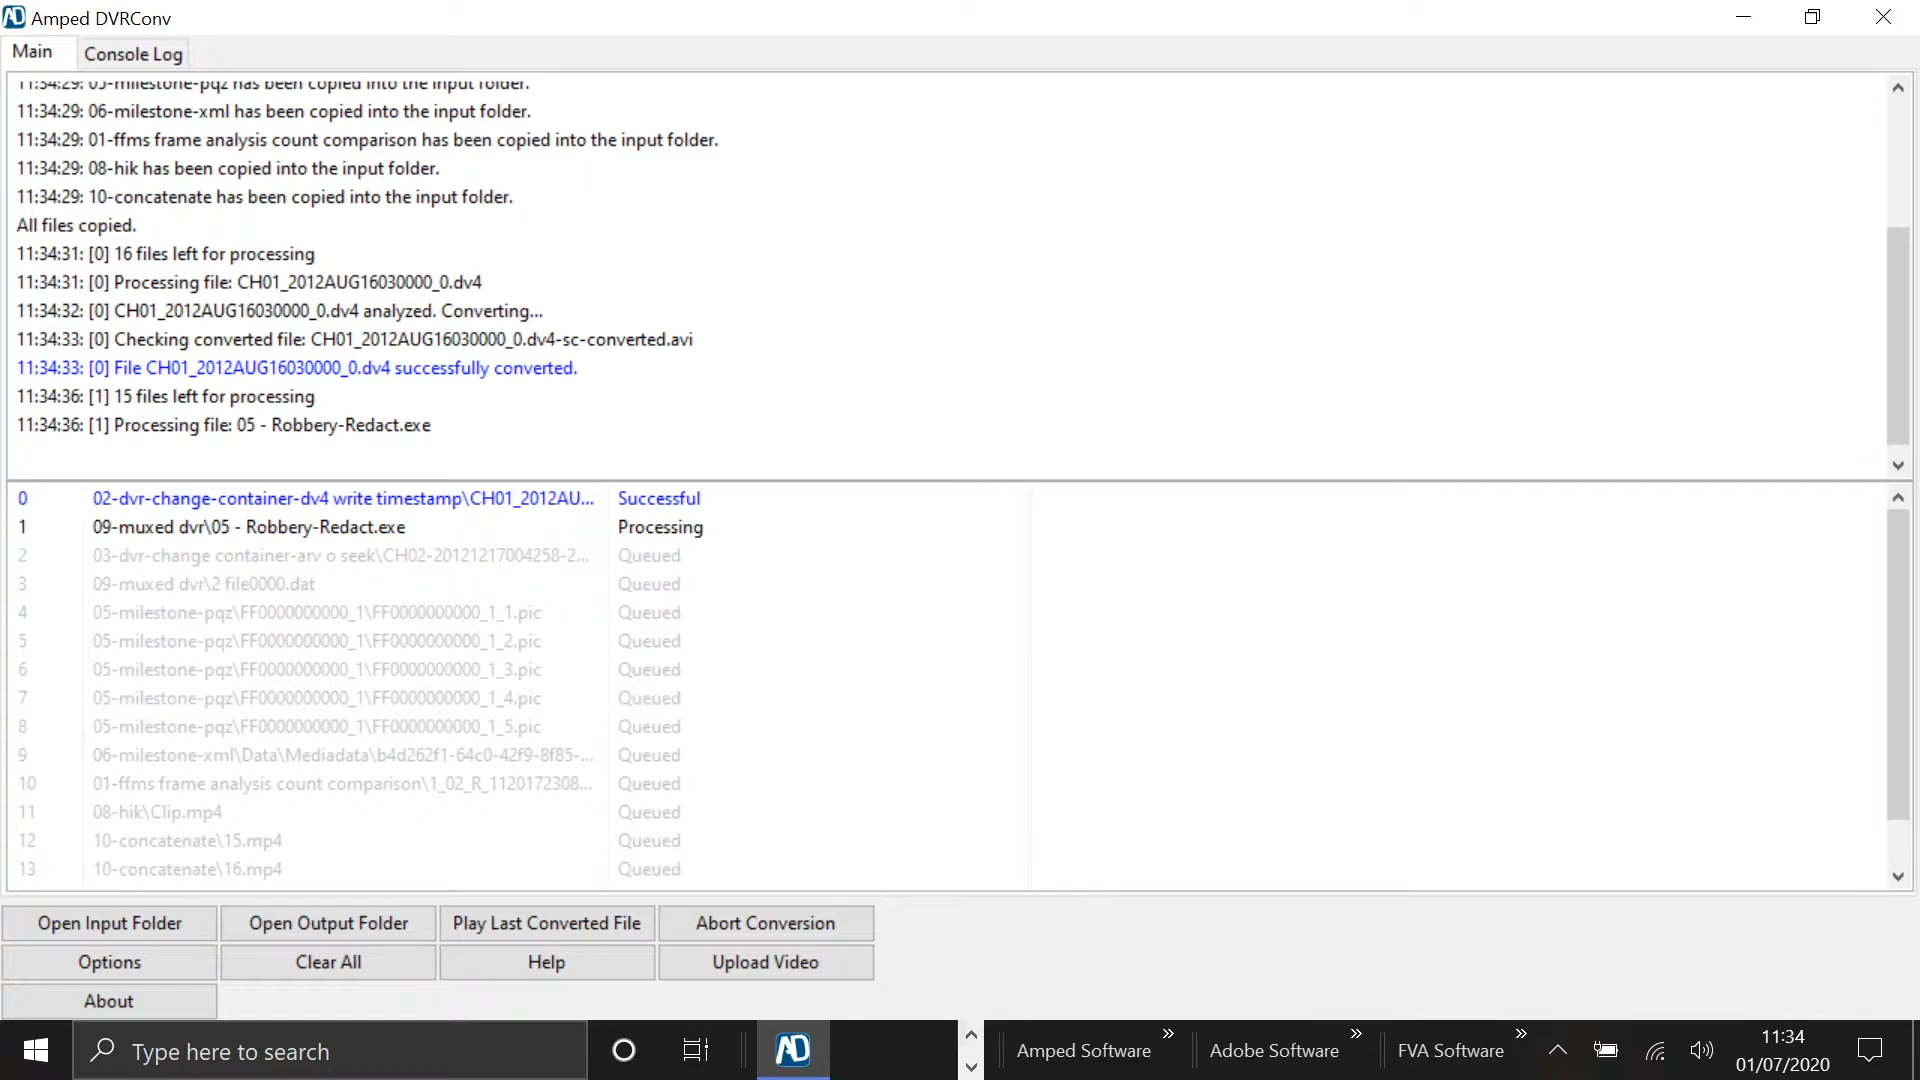 Amped DVRConv
Main
Console Log
11:34:29: 05-milestone-pqz has been copied into the input folder.
11:34:29: 06-milestone-xml has been copied into the input folder.
11:34:29: 01-ffms frame analysis count comparison has been copied into the input folder.
11:34:29: 08-hik has been copied into the input folder.
11:34:29: 10-concatenate has been copied into the input folder.
All files copied.
11:34:31: [0] 16 files left for processing
11:34:31: [0] Processing file: CH01_2012AUG16030000_0.dv4
11:34:32: [0] CH01_2012AUG16030000_0.dv4 analyzed. Converting...
11:34:33: [0] Checking converted file: CH01_2012AUG16030000_0.dv4-sc-converted.avi
11:34:33: [0] File CH01_2012AUG16030000_0.dv4 successfully converted.
11:34:36: [1] 15 files left for processing
11:34:36: [1] Processing file: 05 - Robbery-Redact.exe
0 02-dvr-change-container-dv4 write timestamp\CH01_2012AU... Successful
1 09-muxed dvr\05 - Robbery-Redact.exe Processing
2 03-dvr-change container-arv o seek\CH02-20121217004258-2... Queued
3 09-muxed dvr\2 file0000.dat Queued
4 05-milestone-pqz\FF0000000000_1\FF0000000000_1_1.pic Queued
5 05-milestone-pqz\FF0000000000_1\FF0000000000_1_2.pic Queued
6 05-milestone-pqz\FF0000000000_1\FF0000000000_1_3.pic Queued
7 05-milestone-pqz\FF0000000000_1\FF0000000000_1_4.pic Queued
8 05-milestone-pqz\FF0000000000_1\FF0000000000_1_5.pic Queued
9 06-milestone-xml\Data\Mediadata\b4d262f1-64c0-42f9-8f85-... Queued
10 01-ffms frame analysis count comparison\1_02_R_1120172308... Queued
11 08-hik\Clip.mp4 Queued
12 10-concatenate\15.mp4 Queued
13 10-concatenate\16.mp4 Queued
Open Input Folder
Open Output Folder
Play Last Converted File
Abort Conversion
Options
Clear All
Help
Upload Video
About
Type here to search
Amped Software
Adobe Software
FVA Software
11:34
01/07/2020